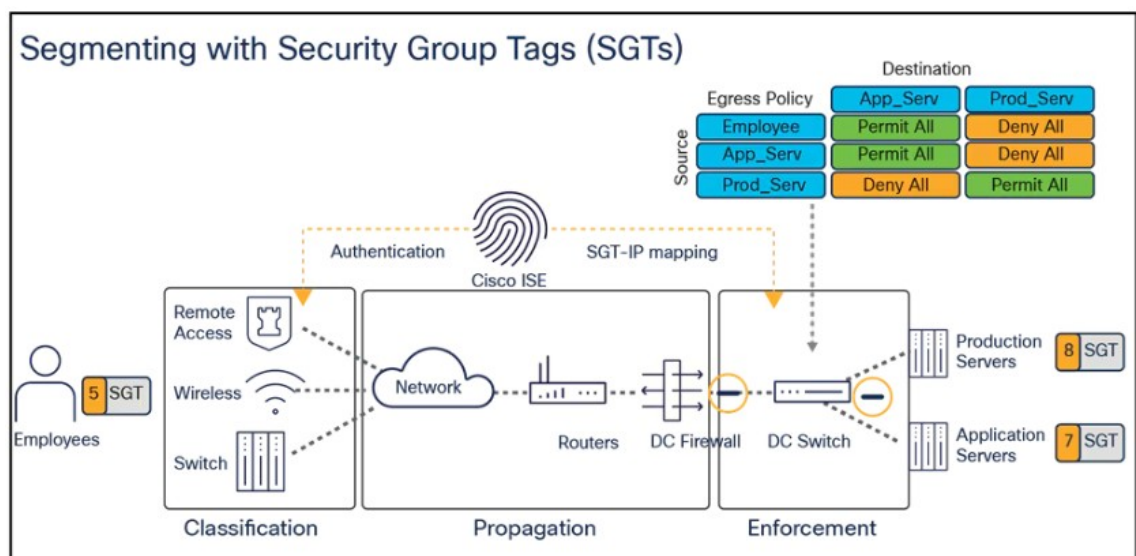 Segmenting with Security Group Tags (SGTs)
Destination
Egress Policy App_Serv Prod_Serv
Source
Employee Permit All Deny All
App_Serv Permit All Deny All
Prod_Serv Deny All Permit All
Authentication
SGT-IP mapping
Cisco ISE
Remote
Access
Wireless
Switch
5 SGT
Employees
Network
Routers
DC Firewall
DC Switch
Production
Servers
8 SGT
Application
Servers
7 SGT
Classification
Propagation
Enforcement